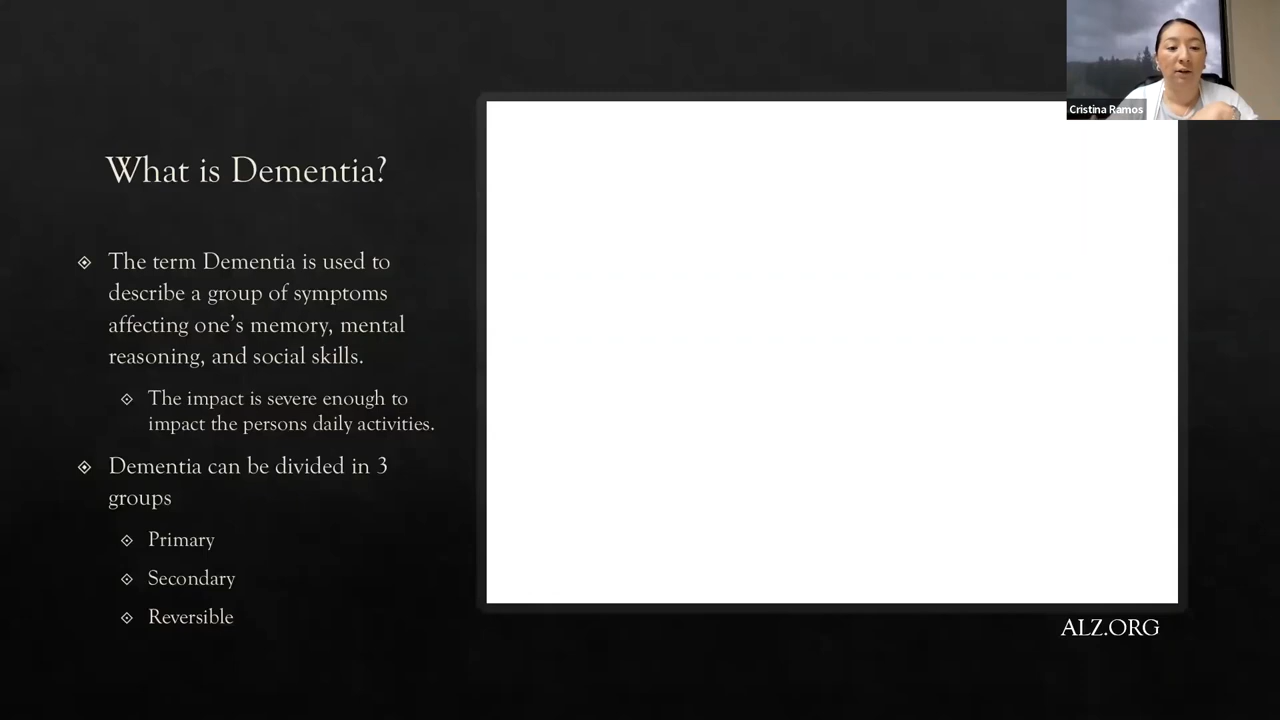 Cristina Ramos
What is Dementia?
The term Dementia is used to
describe a group of symptoms
affecting one's memory, mental
reasoning, and social skills.
The impact is severe enough to
impact the persons daily activities.
Dementia can be divided in 3
groups
Primary
Secondary
Reversible
ALZ.ORG